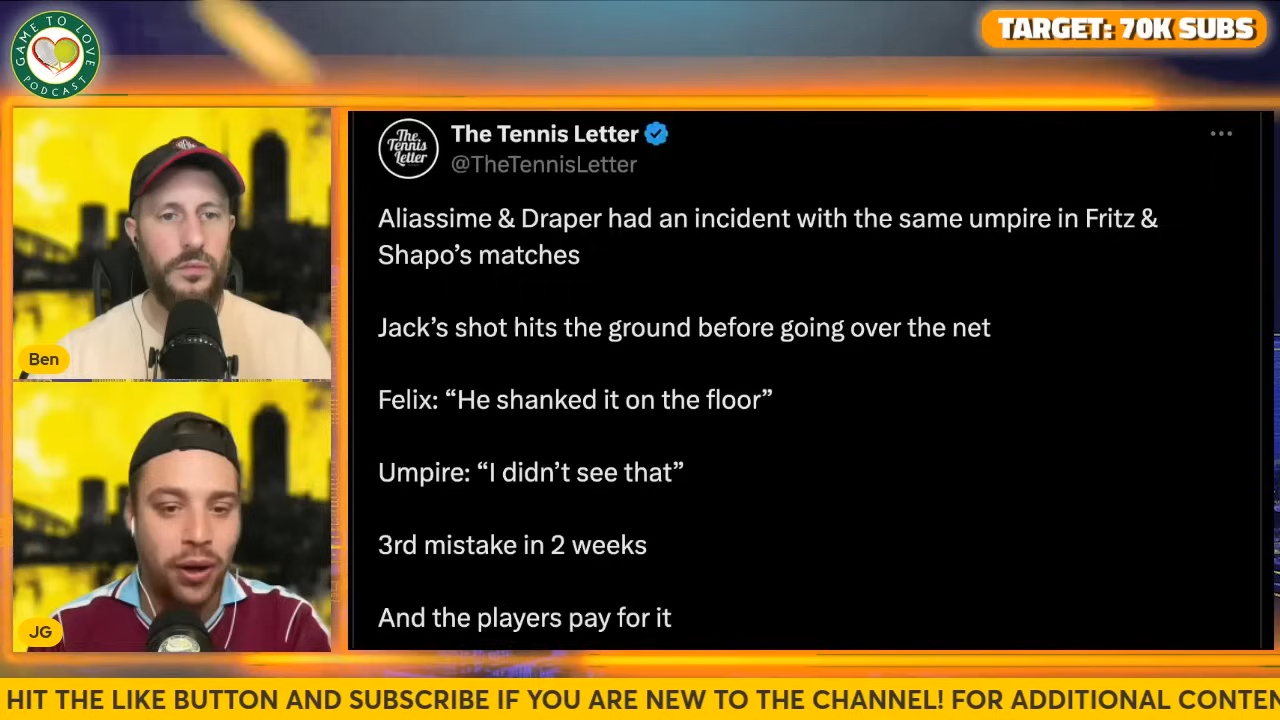 GAME TO LOVE
PODCAST
TARGET: 70K SUBS
The Tennis Letter
The Tennis Letter
@TheTennisLetter
Aliassime & Draper had an incident with the same umpire in Fritz &
Shapo’s matches
Jack’s shot hits the ground before going over the net
Felix: “He shanked it on the floor”
Umpire: “I didn’t see that”
3rd mistake in 2 weeks
And the players pay for it
Ben
JG
HIT THE LIKE BUTTON AND SUBSCRIBE IF YOU ARE NEW TO THE CHANNEL! FOR ADDITIONAL CONTEN